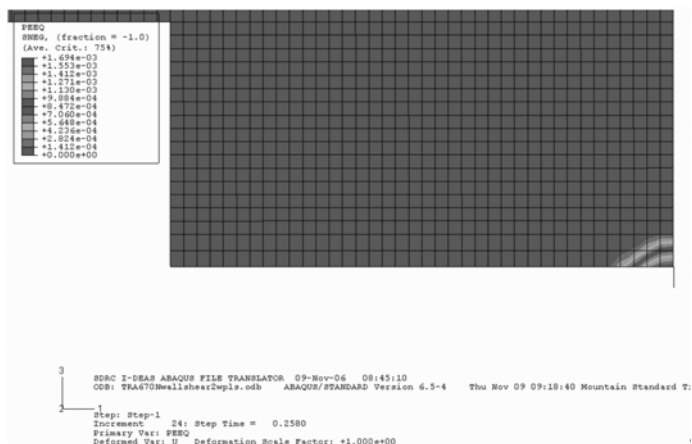 PEEQ
SNEG, (fraction = -1.0)
(Ave. Crit.: 75%)
+1.694e-03
+1.553e-03
+1.412e-03
+1.271e-03
+1.130e-03
+9.884e-04
+8.472e-04
+7.060e-04
+5.648e-04
+4.236e-04
+2.824e-04
+1.412e-04
+0.000e+00
3
SDRC I-DEAS ABAQUS FILE TRANSLATOR 09-Nov-06 08:45:10
ODB: TRA670Nwallshear2wpls.odb ABAQUS/STANDARD Version 6.5-4 Thu Nov 09 09:18:40 Mountain Standard
2 1
Step: Step-1
Increment 24: Step Time = 0.2580
Primary Var: PEEQ
Deformed Var: U Deformation Scale Factor: +1.000e+00